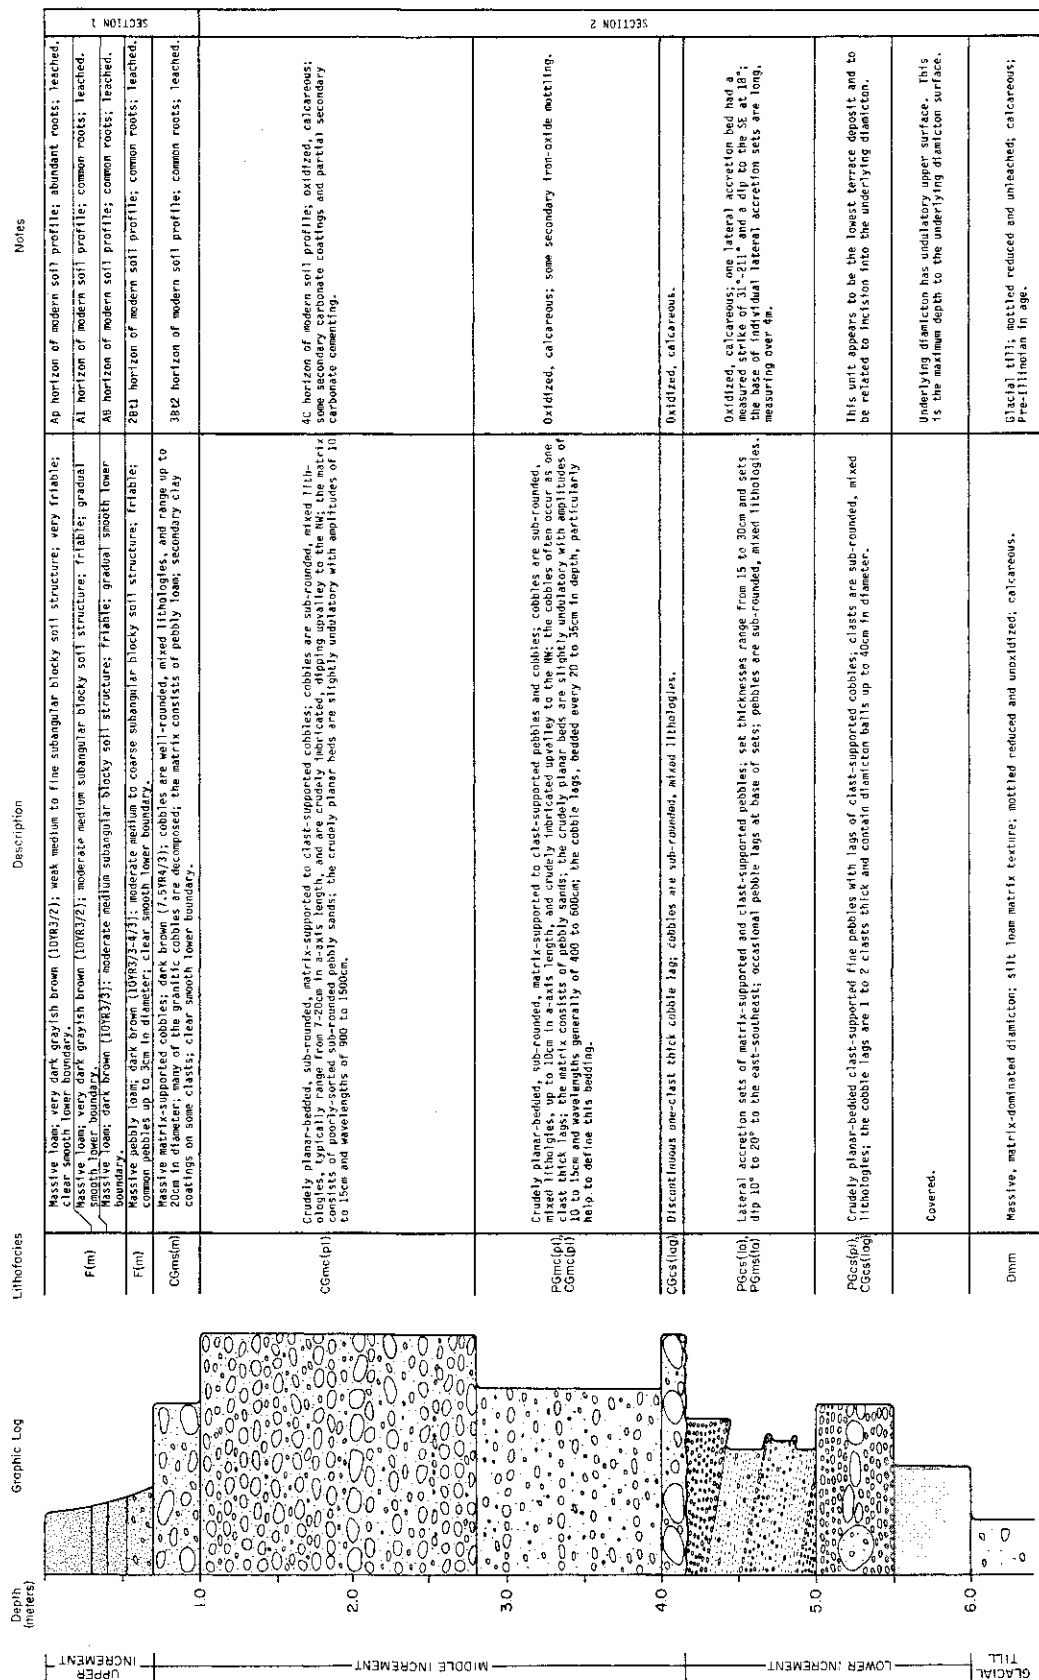 Depth
(meters)
Graphic Log
Lithofacies
Description
Notes
UPPER
INCREMENT
MIDDLE INCREMENT
LOWER INCREMENT
GLACIAL
TILL
1.0
2.0
3.0
4.0
5.0
6.0
SECTION 1
SECTION 2
F(m)
Massive loam; very dark grayish brown (10YR3/2); weak medium to fine subangular blocky soil structure; very friable;
clear smooth lower boundary.
Ap horizon of modern soil profile; abundant roots; leached.
Massive loam; very dark grayish brown (10YR3/2); moderate medium subangular blocky soil structure; friable; gradual
smooth lower boundary.
A1 horizon of modern soil profile; common roots; leached.
Massive loam; dark brown (10YR3/3); moderate medium subangular blocky soil structure; friable; gradual smooth lower
boundary.
AB horizon of modern soil profile; common roots; leached.
F(m)
Massive pebbly loam; dark brown (10YR3/3-4/3); moderate medium to coarse subangular blocky soil structure; friable;
common pebbles up to 3cm in diameter; clear smooth lower boundary.
2Bt1 horizon of modern soil profile; common roots; leached.
CGms(m)
Massive matrix-supported cobbles; dark brown (7.5YR4/3); cobbles are well-rounded, mixed lithologies, and range up to
20cm in diameter; many of the granitic cobbles are decomposed; the matrix consists of pebbly loam; secondary clay
coatings on some clasts; clear smooth lower boundary.
3Bt2 horizon of modern soil profile; common roots; leached.
CGmc(pl)
Crudely planar-bedded, sub-rounded, matrix-supported to clast-supported cobbles; cobbles are sub-rounded, mixed lith-
ologies, typically range from 7-20cm in a-axis length, and are crudely imbricated, dipping upvalley to the NW; the matrix
consists of poorly-sorted sub-rounded pebbly sands; the crudely planar beds are slightly undulatory with amplitudes of 10
to 15cm and wavelengths of 900 to 1500cm.
4C horizon of modern soil profile; oxidized, calcareous;
some secondary carbonate coatings and partial secondary
carbonate cementing.
PGmc(pl),
CGmc(pl)
Crudely planar-bedded, sub-rounded, matrix-supported to clast-supported pebbles and cobbles; cobbles are sub-rounded,
mixed lithologies, up to 10cm in a-axis length, and crudely imbricated upvalley to the NW; the cobbles often occur as one
clast thick lags; the matrix consists of pebbly sands; the crudely planar beds are slightly undulatory with amplitudes of
10 to 15cm and wavelengths generally of 400 to 600cm; the cobble lags, bedded every 20 to 35cm in depth, particularly
help to define this bedding.
Oxidized, calcareous; some secondary iron-oxide mottling.
CGcs(lag)
Discontinuous one-clast thick cobble lag; cobbles are sub-rounded, mixed lithologies.
Oxidized, calcareous.
PGcs(la),
PGms(la)
Lateral accretion sets of matrix-supported and clast-supported pebbles; set thicknesses range from 15 to 30cm and sets
dip 10° to 20° to the east-southeast; occasional pebble lags at base of sets; pebbles are sub-rounded, mixed lithologies.
Oxidized, calcareous; one lateral accretion bed had a
measured strike of 31°-211° and a dip to the SE at 18°;
the base of individual lateral accretion sets are long,
measuring over 4m.
PGcs(pl),
CGcs(lag)
Crudely planar-bedded clast-supported fine pebbles with lags of clast-supported cobbles; clasts are sub-rounded, mixed
lithologies; the cobble lags are 1 to 2 clasts thick and contain diamicton balls up to 40cm in diameter.
This unit appears to be the lowest terrace deposit and to
be related to incision into the underlying diamicton.
Covered.
Underlying diamicton has undulatory upper surface. This
is the maximum depth to the underlying diamicton surface.
Dmm
Massive, matrix-dominated diamicton; silt loam matrix texture; mottled reduced and unoxidized; calcareous.
Glacial till; mottled reduced and unleached; calcareous;
Pre-Illinoian in age.